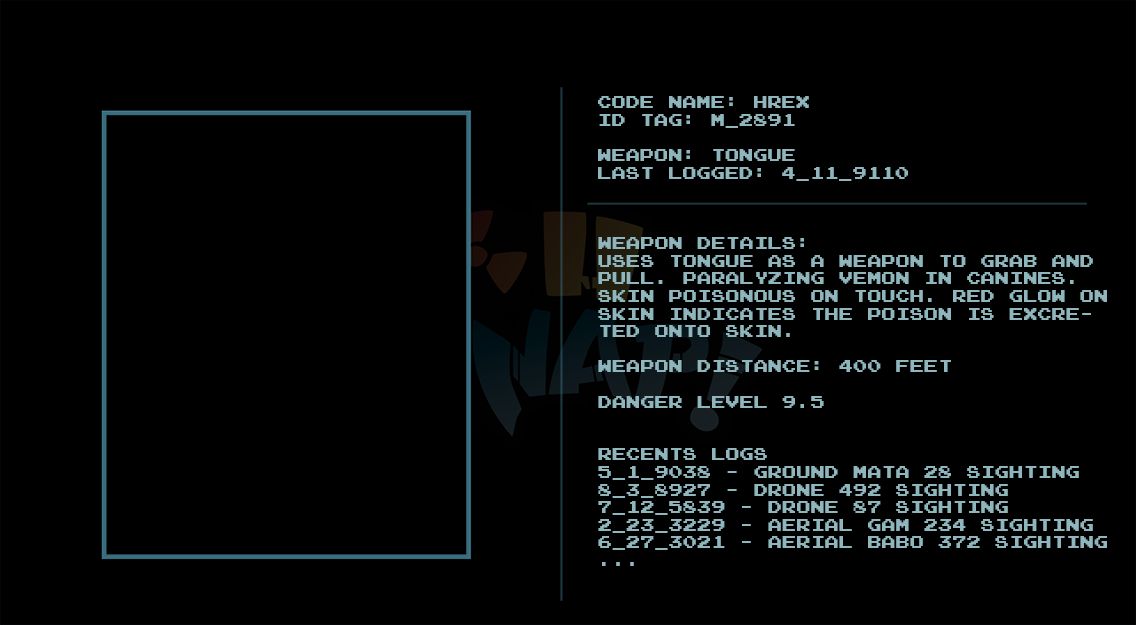 CODE NAME: HREX
ID TAG: M_2891
WEAPON: TONGUE
LAST LOGGED: 4_11_9110
WEAPON DETAILS:
USES TONGUE AS A WEAPON TO GRAB AND
PULL. PARALYZING VEMON IN CANINES.
SKIN POISONOUS ON TOUCH. RED GLOW ON
SKIN INDICATES THE POISON IS EXCRE-
TED ONTO SKIN.
WEAPON DISTANCE: 400 FEET
DANGER LEVEL 9.5
RECENTS LOGS
5_1_9038 - GROUND MATA 28 SIGHTING
8_3_8927 - DRONE 492 SIGHTING
7_12_5839 - DRONE 87 SIGHTING
2_23_3229 - AERIAL GAM 234 SIGHTING
6_27_3021 - AERIAL BABO 372 SIGHTING
...